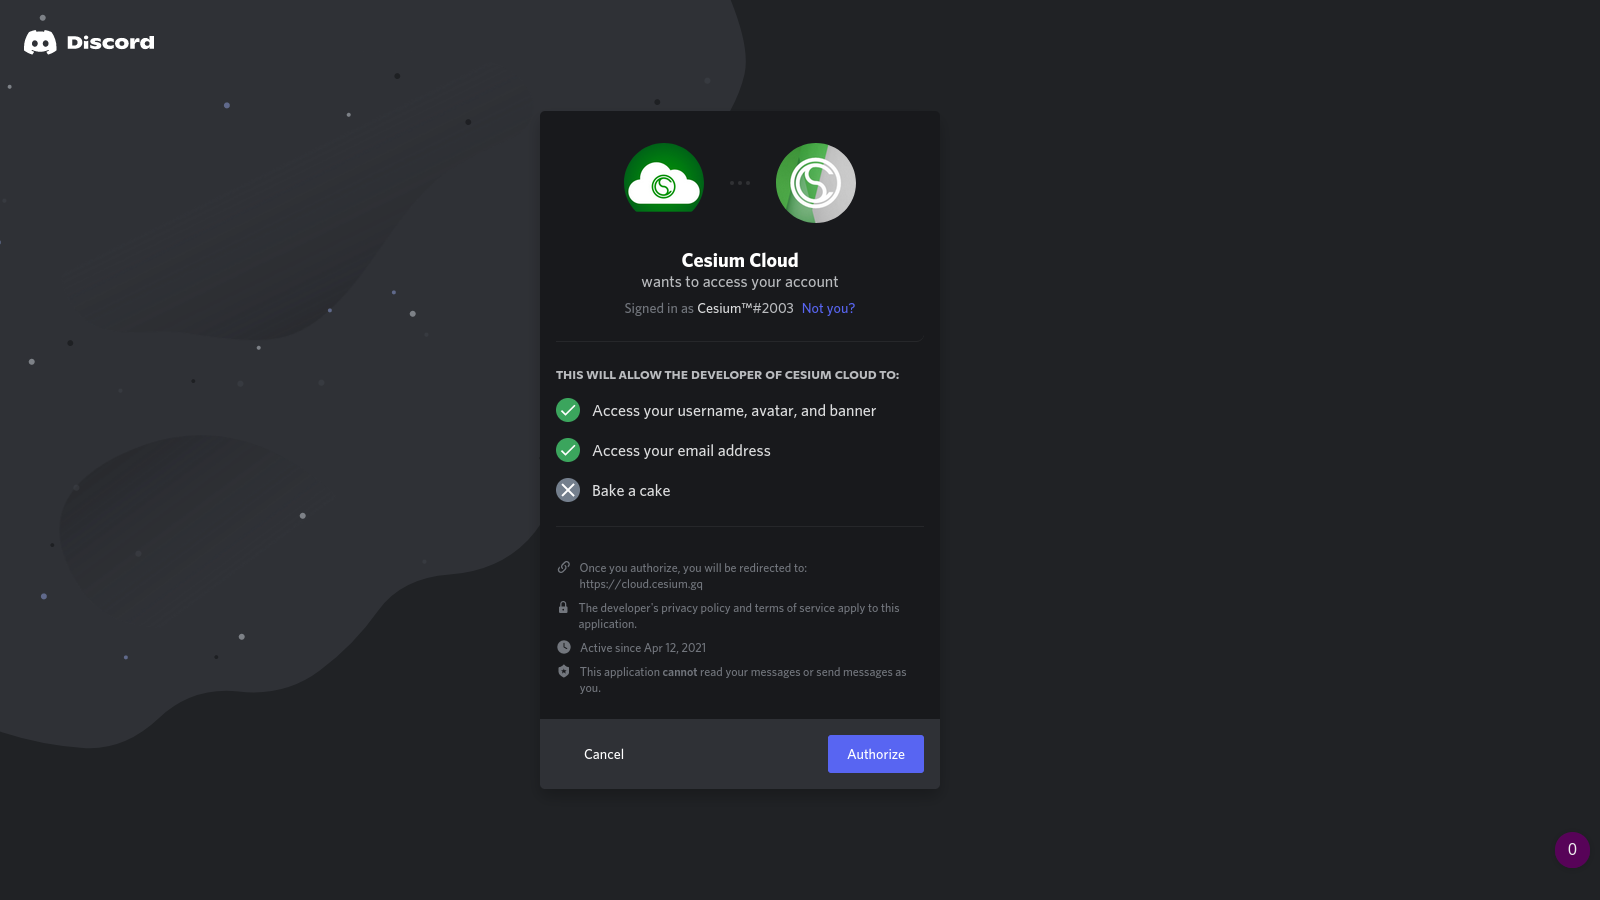 Discord
Cesium Cloud
wants to access your account
Signed in as Cesium™#2003 Not you?
THIS WILL ALLOW THE DEVELOPER OF CESIUM CLOUD TO:
Access your username, avatar, and banner
Access your email address
Bake a cake
Once you authorize, you will be redirected to:
https://cloud.cesium.gq
The developer's privacy policy and terms of service apply to this
application.
Active since Apr 12, 2021
This application cannot read your messages or send messages as
you.
Cancel
Authorize
0